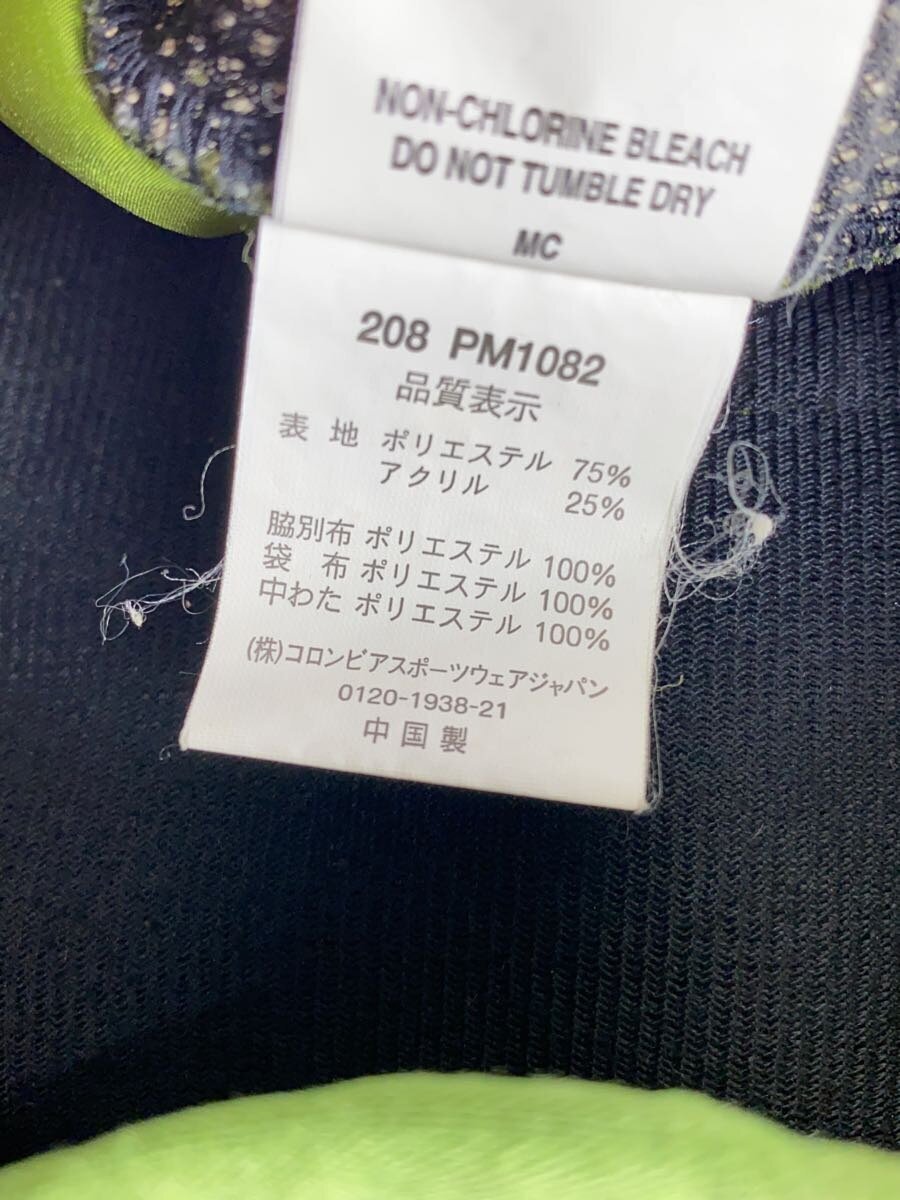 NON-CHLORINE BLEACH
DO NOT TUMBLE DRY
MC
208 PM1082
品質表示
表 地 ポリエステル 75%
アクリル 25%
脇別布 ポリエステル 100%
袋 布 ポリエステル 100%
中わた ポリエステル 100%
(株)コロンビアスポーツウェアジャパン
0120-1938-21
中国製